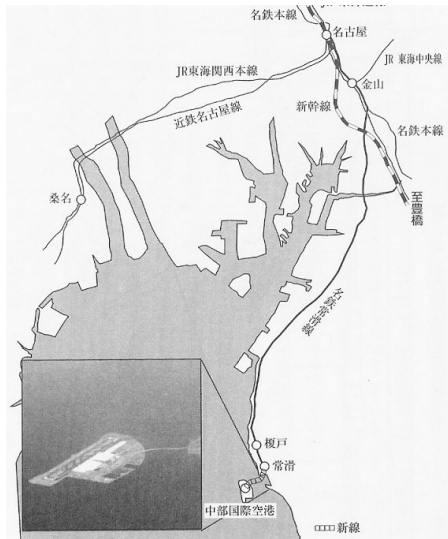 名鉄本線
名古屋
JR 東海中央線
JR東海関西本線
金山
近鉄名古屋線
新幹線
名鉄本線
桑名
至豊橋
名鉄常滑線
榎戸
常滑
中部国際空港
新線